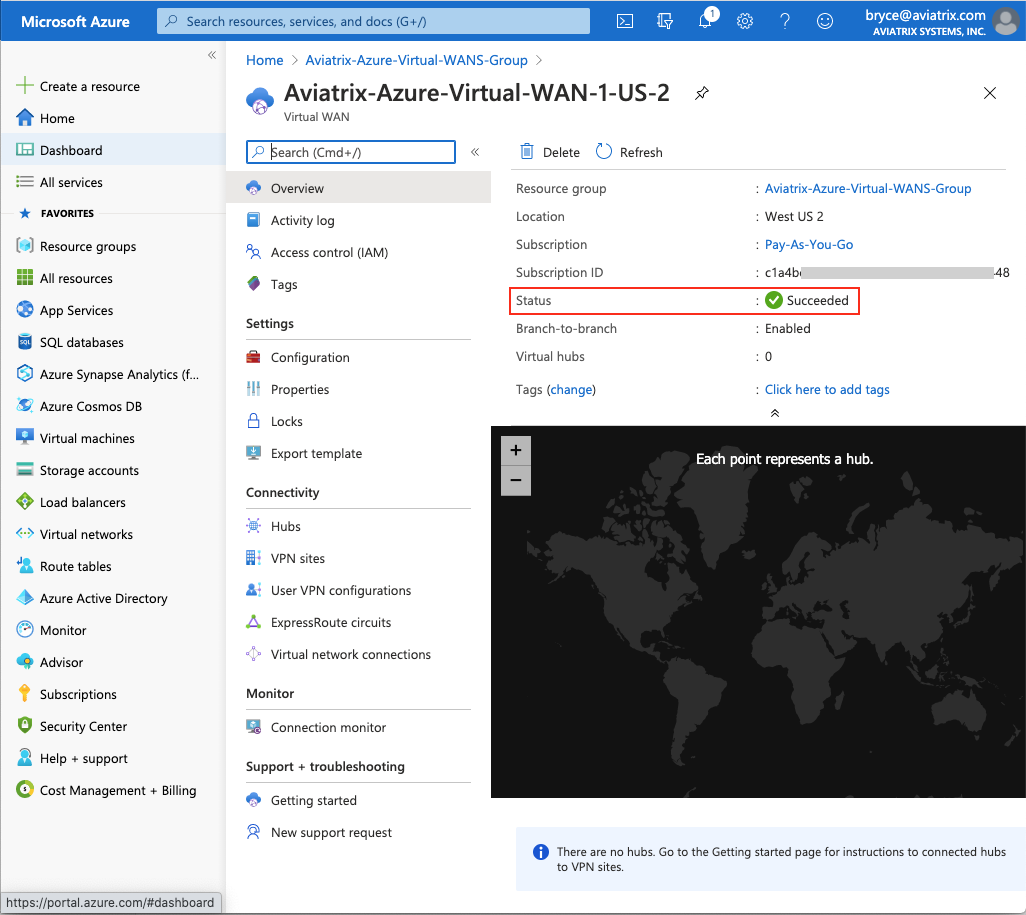 Microsoft Azure
Search resources, services, and docs (G+/)
1
bryce@aviatrix.com
AVIATRIX SYSTEMS, INC.
«
Create a resource
Home
Dashboard
All services
FAVORITES
Resource groups
All resources
App Services
SQL databases
Azure Synapse Analytics (f...
Azure Cosmos DB
Virtual machines
Storage accounts
Load balancers
Virtual networks
Route tables
Azure Active Directory
Monitor
Advisor
Subscriptions
Security Center
Help + support
Cost Management + Billing
https://portal.azure.com/#dashboard
Home > Aviatrix-Azure-Virtual-WANS-Group >
Aviatrix-Azure-Virtual-WAN-1-US-2
Virtual WAN
Search (Cmd+/)
«
Overview
Activity log
Access control (IAM)
Tags
Settings
Configuration
Properties
Locks
Export template
Connectivity
Hubs
VPN sites
User VPN configurations
ExpressRoute circuits
Virtual network connections
Monitor
Connection monitor
Support + troubleshooting
Getting started
New support request
Delete Refresh
Resource group : Aviatrix-Azure-Virtual-WANS-Group
Location : West US 2
Subscription : Pay-As-You-Go
Subscription ID : c1a4b 48
Status : Succeeded
Branch-to-branch : Enabled
Virtual hubs : 0
Tags (change) : Click here to add tags
+
−
Each point represents a hub.
There are no hubs. Go to the Getting started page for instructions to connected hubs
to VPN sites.